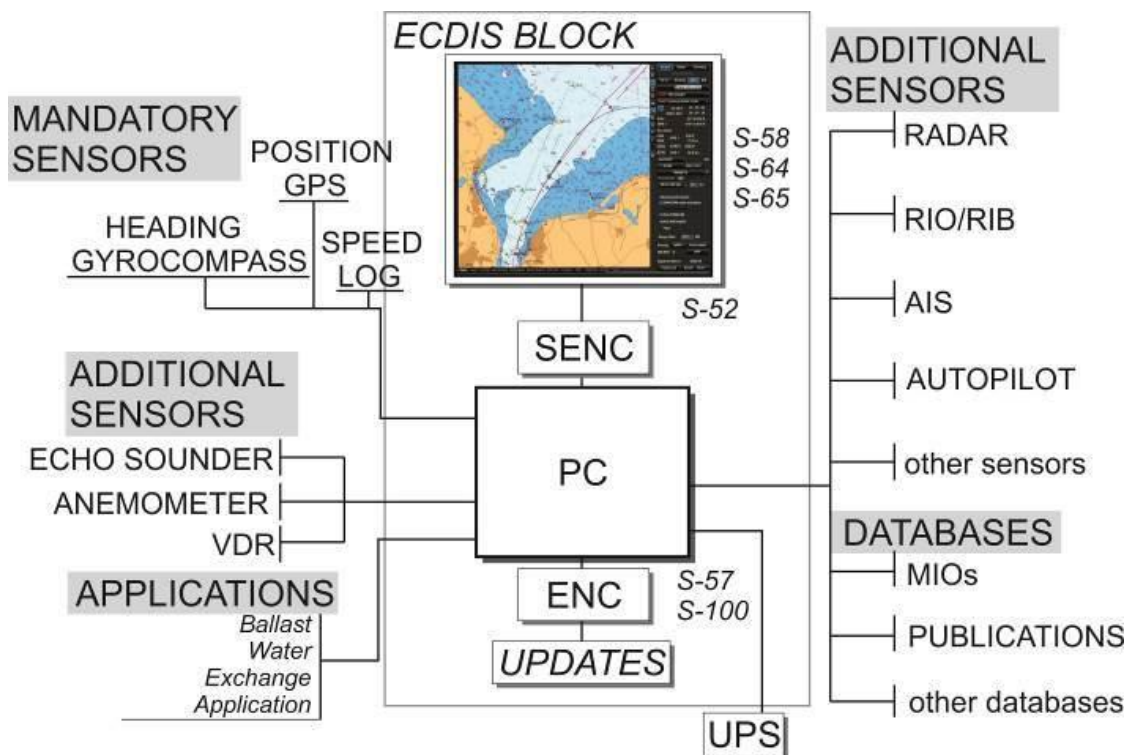 ECDIS BLOCK
MANDATORY
SENSORS
POSITION
GPS
HEADING
GYROCOMPASS
SPEED
LOG
S-58
S-64
S-65
S-52
SENC
PC
ENC
UPDATES
S-57
S-100
UPS
ADDITIONAL
SENSORS
ECHO SOUNDER
ANEMOMETER
VDR
APPLICATIONS
Ballast
Water
Exchange
Application
ADDITIONAL
SENSORS
RADAR
RIO/RIB
AIS
AUTOPILOT
other sensors
DATABASES
MIOs
PUBLICATIONS
other databases